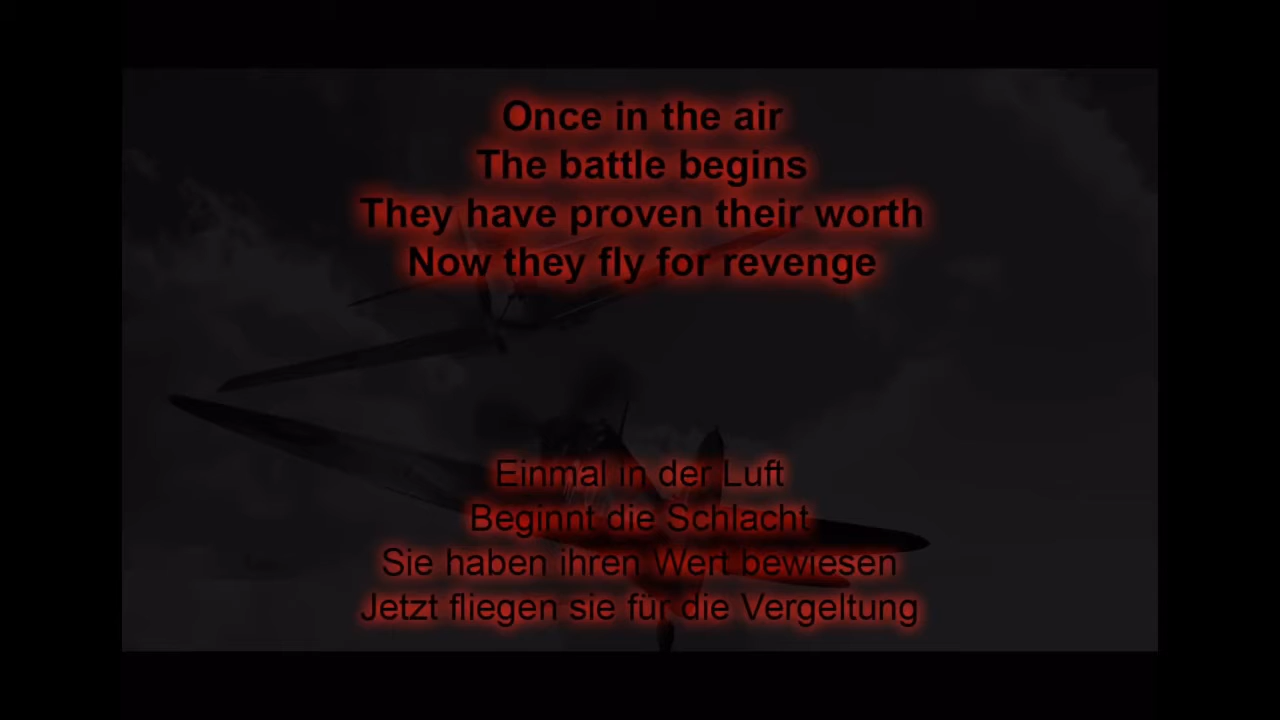 Once in the air
The battle begins
They have proven their worth
Now they fly for revenge
Einmal in der Luft
Beginnt die Schlacht
Sie haben ihren Wert bewiesen
Jetzt fliegen sie für die Vergeltung